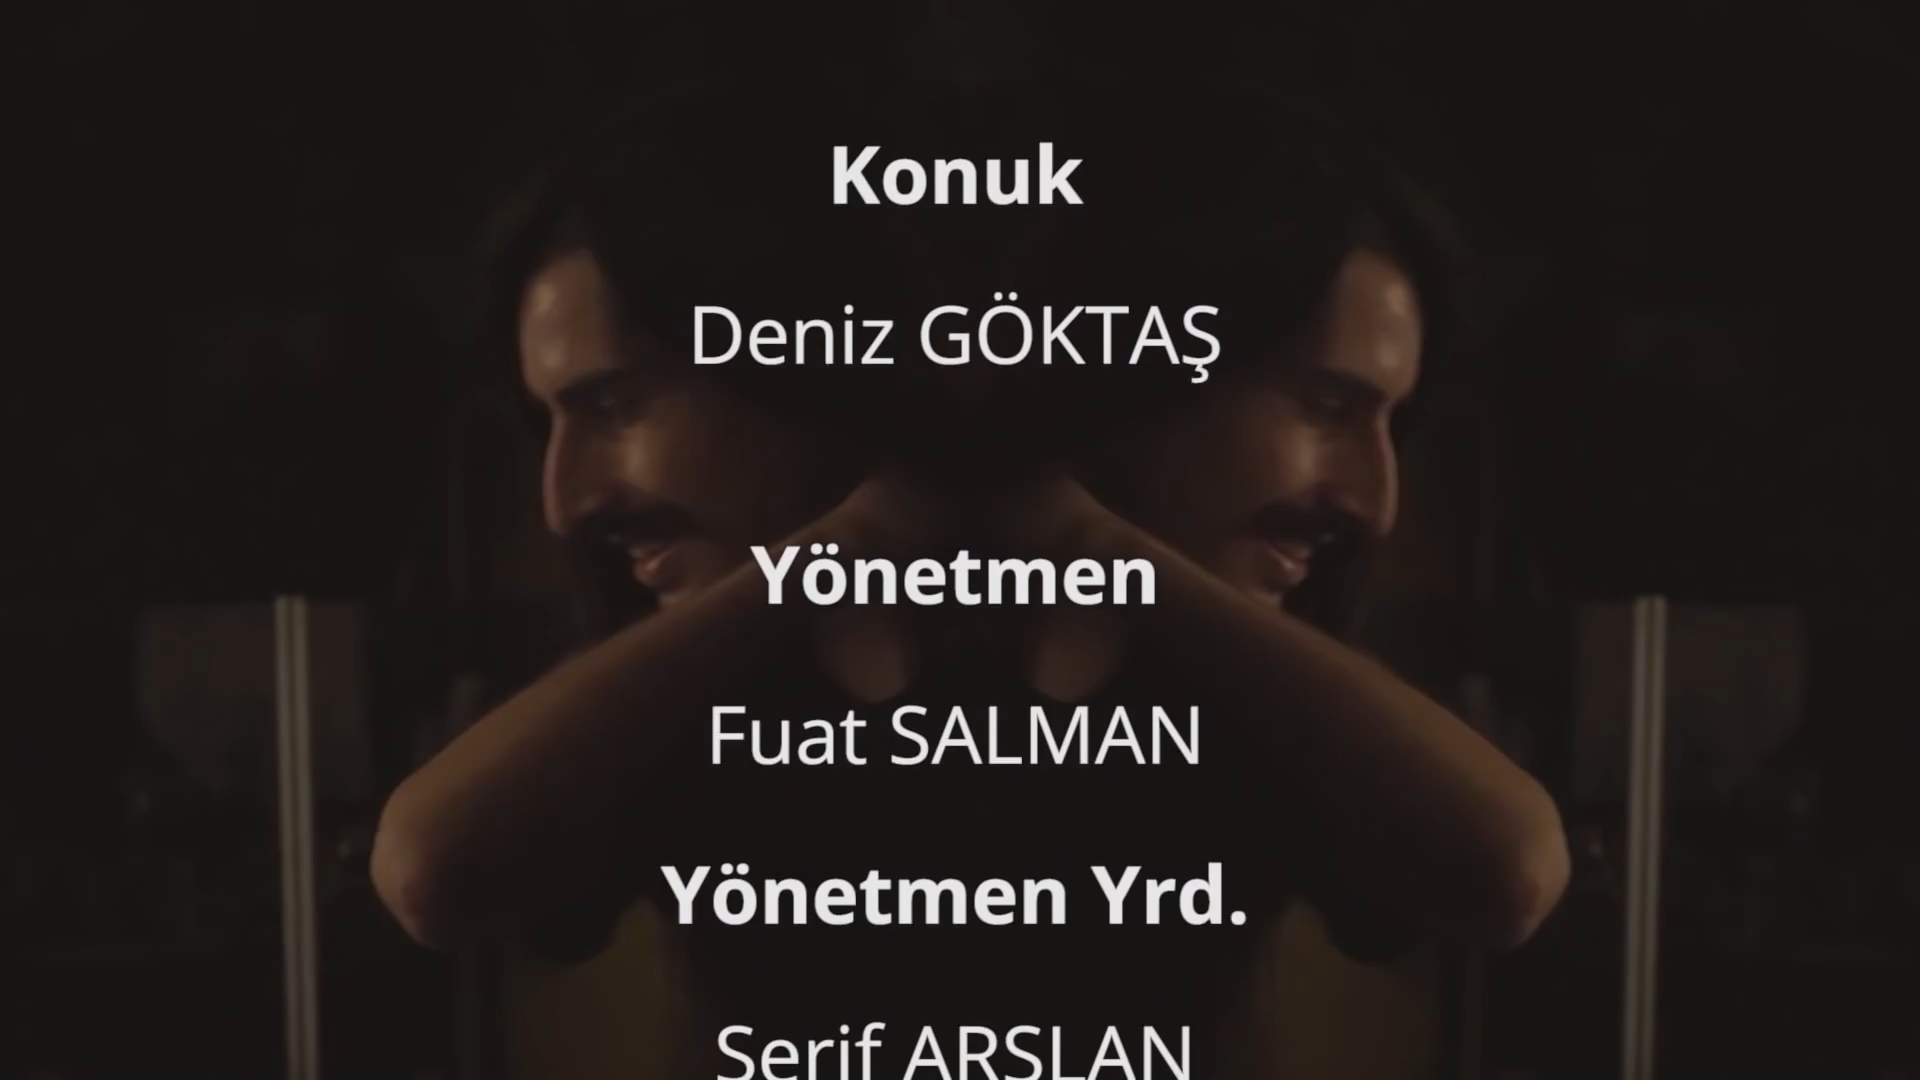 Konuk
Deniz GÖKTAŞ
Yönetmen
Fuat SALMAN
Yönetmen Yrd.
Serif ARSLAN